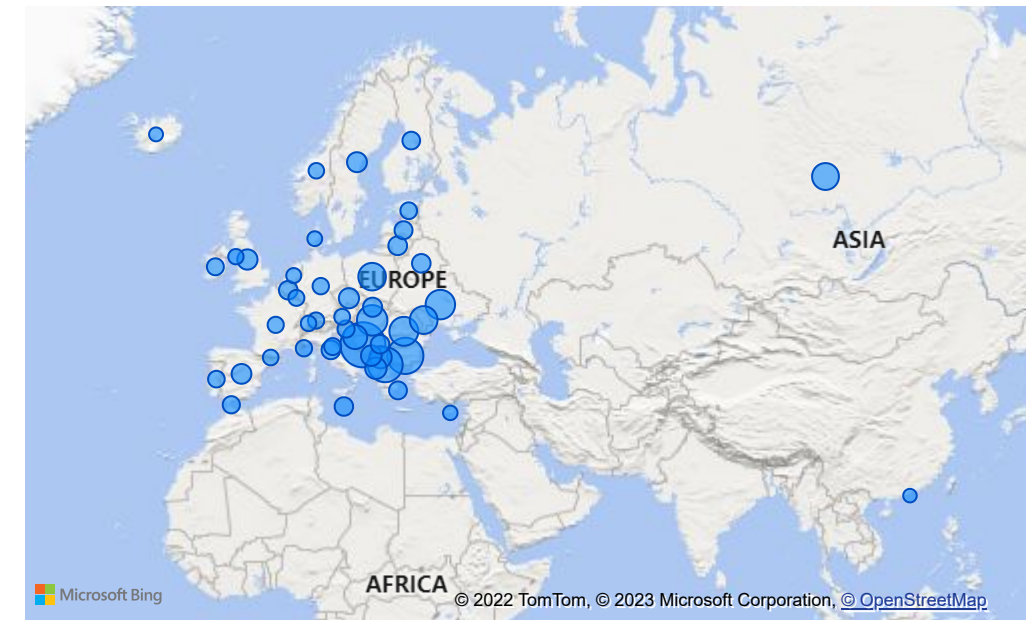 ASIA
EUROPE
AFRICA
Microsoft Bing
© 2022 TomTom, © 2023 Microsoft Corporation, © OpenStreetMap